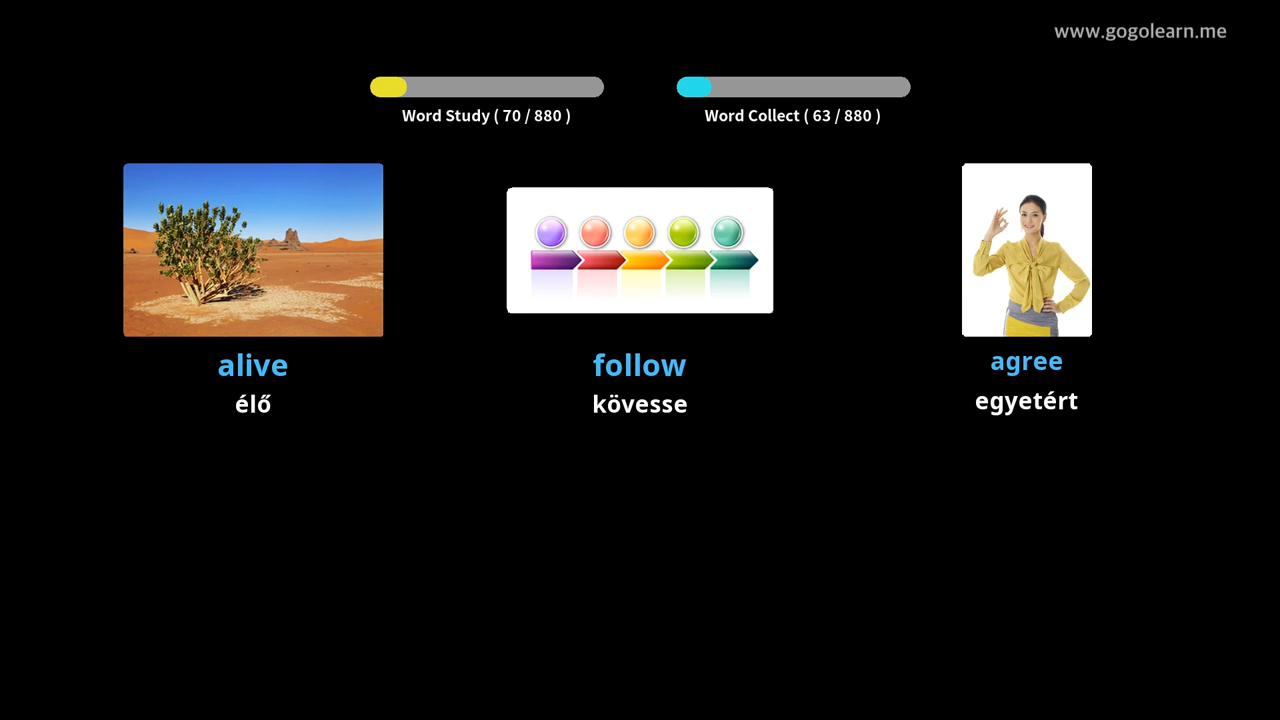 www.gogolearn.me
Word Study ( 70 / 880 )
Word Collect ( 63 / 880 )
alive
élő
follow
kövesse
agree
egyetért